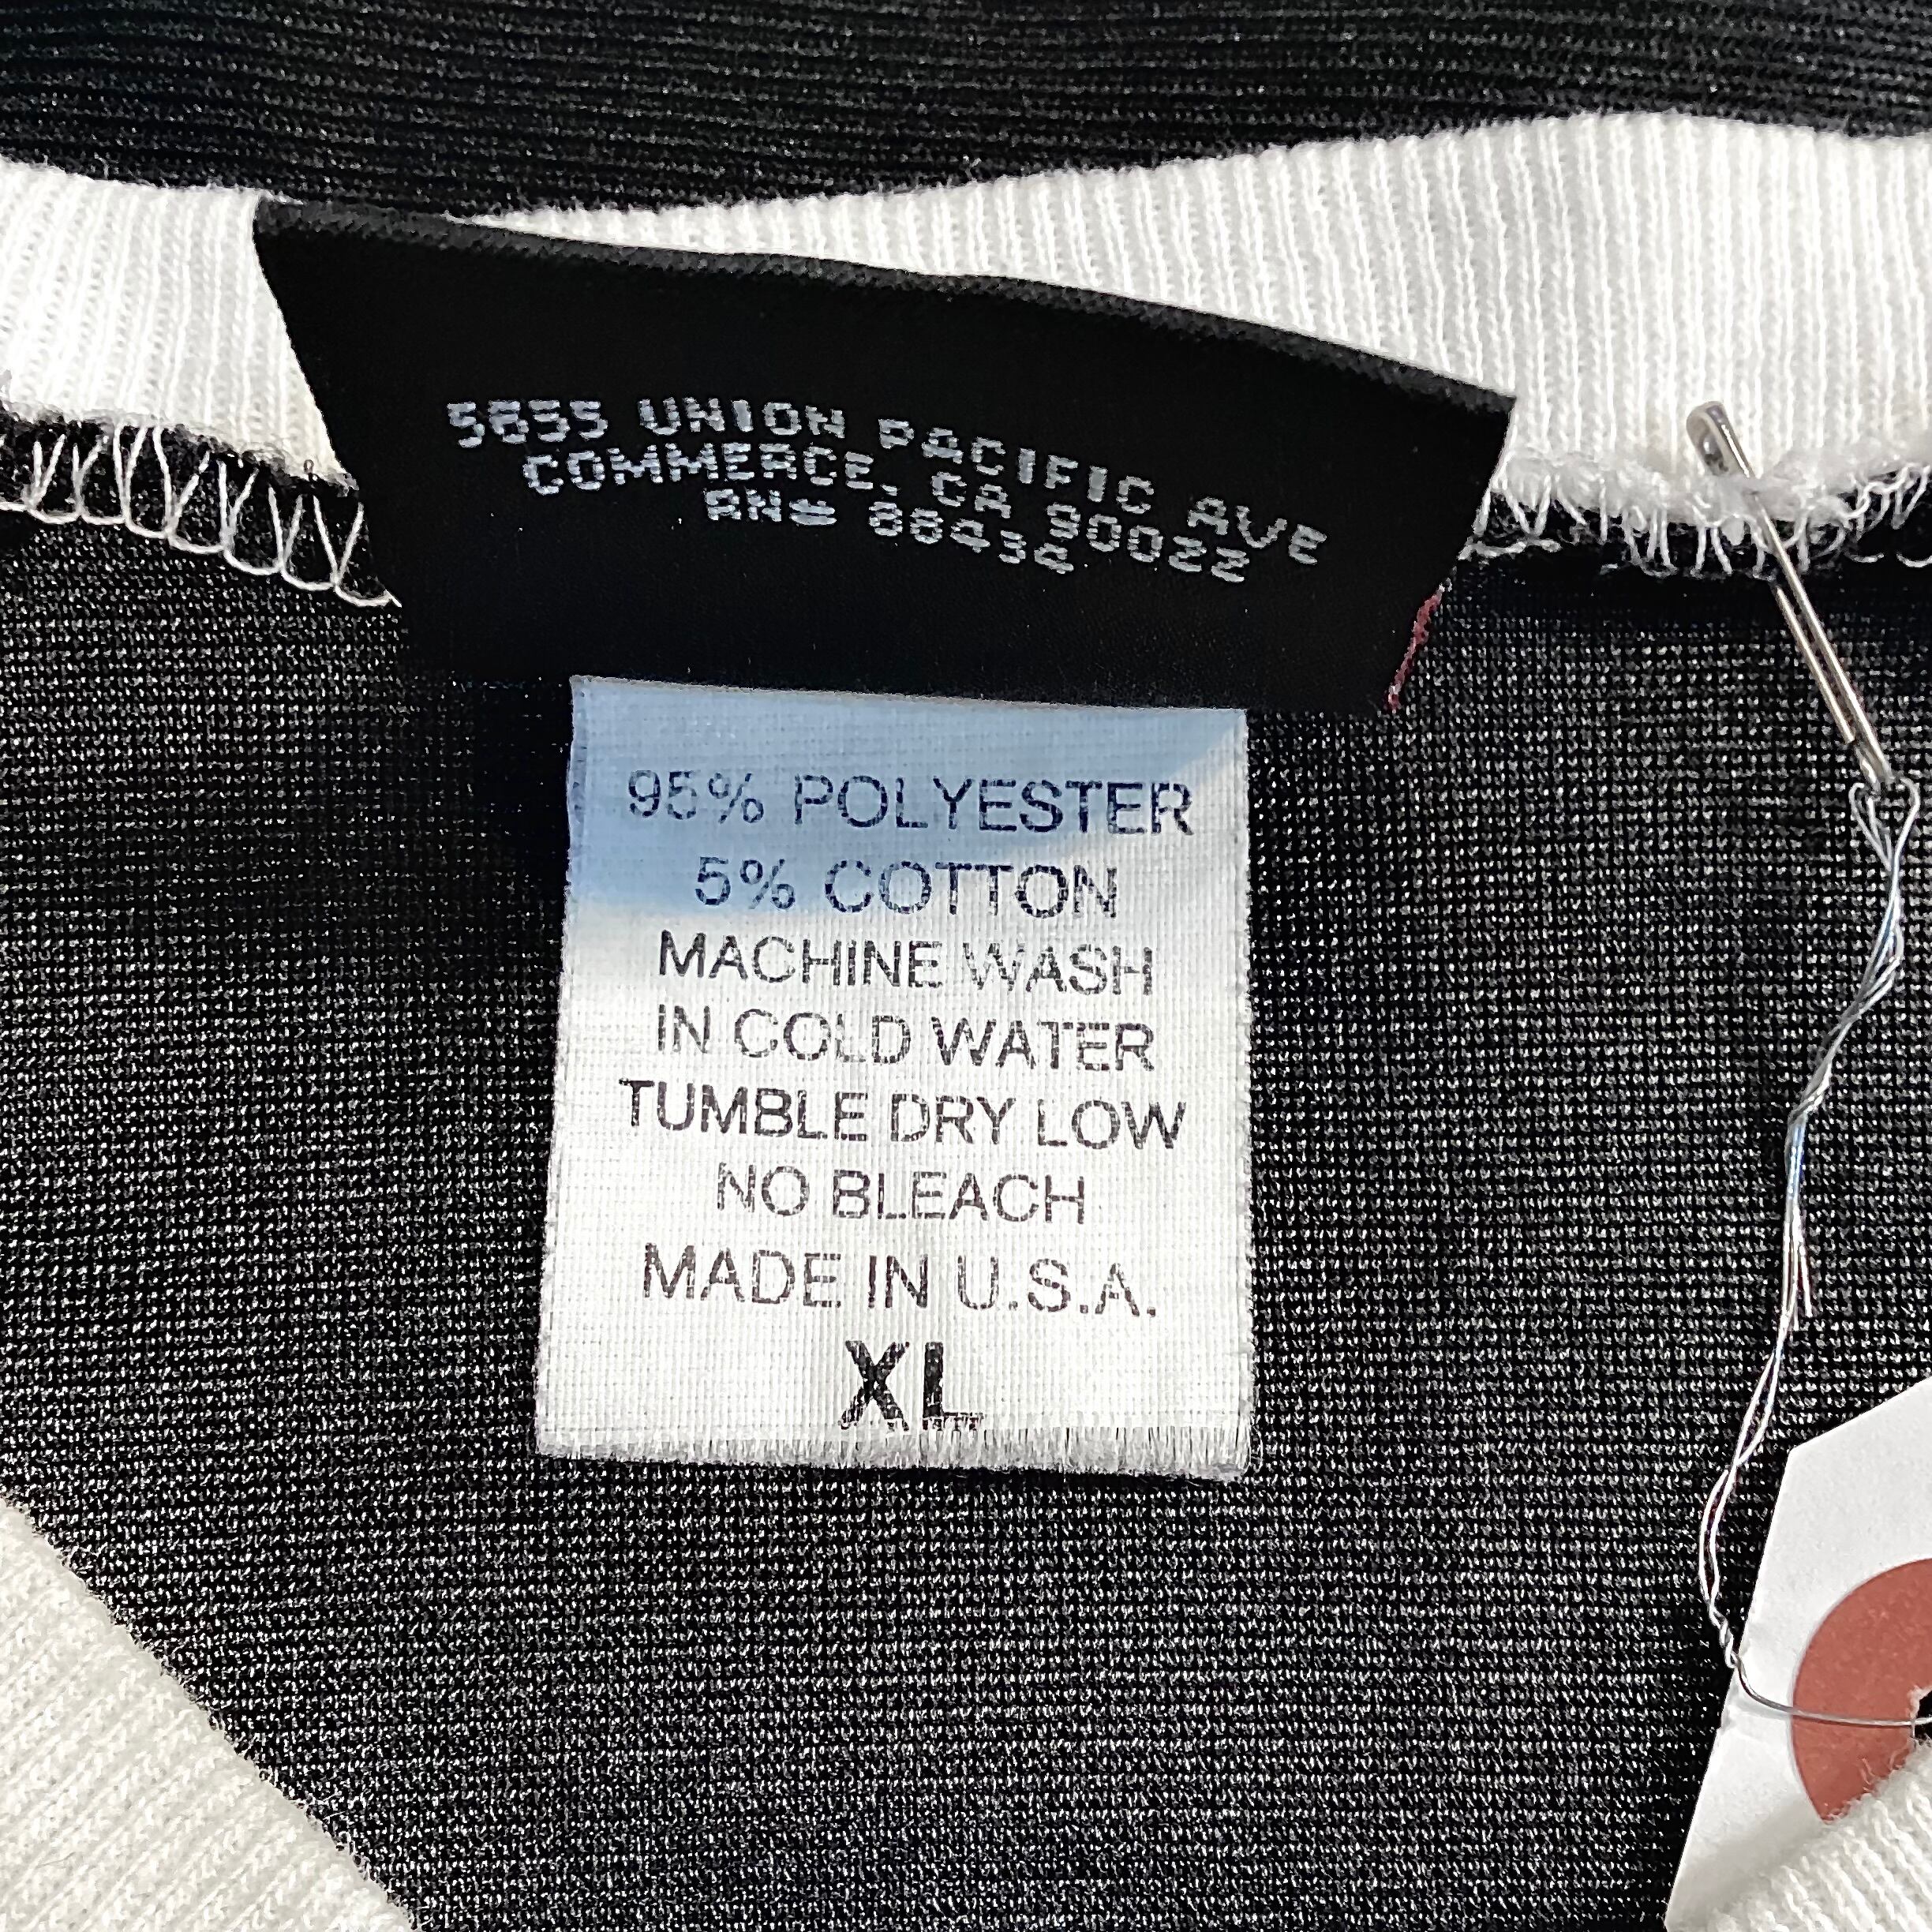 5655 UNION PACIFIC AVE
COMMERCE, CA 90022
RN# 88434
95% POLYESTER
5% COTTON
MACHINE WASH
IN COLD WATER
TUMBLE DRY LOW
NO BLEACH
MADE IN U.S.A.
XL